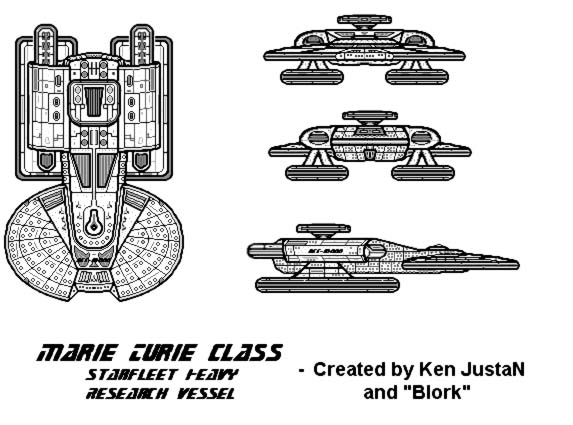 MARIE CURIE CLASS
STARFLEET HEAVY
RESEARCH VESSEL
- Created by Ken JustaN
and "Blork"